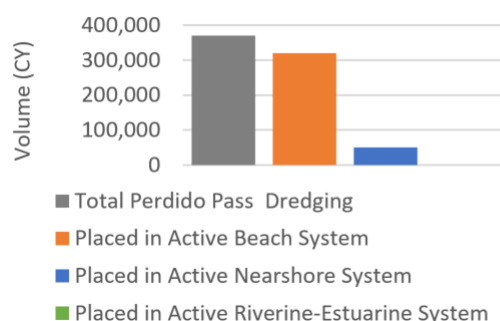 400,000
300,000
200,000
100,000
0
Volume (CY)
Total Perdido Pass Dredging
Placed in Active Beach System
Placed in Active Nearshore System
Placed in Active Riverine-Estuarine System